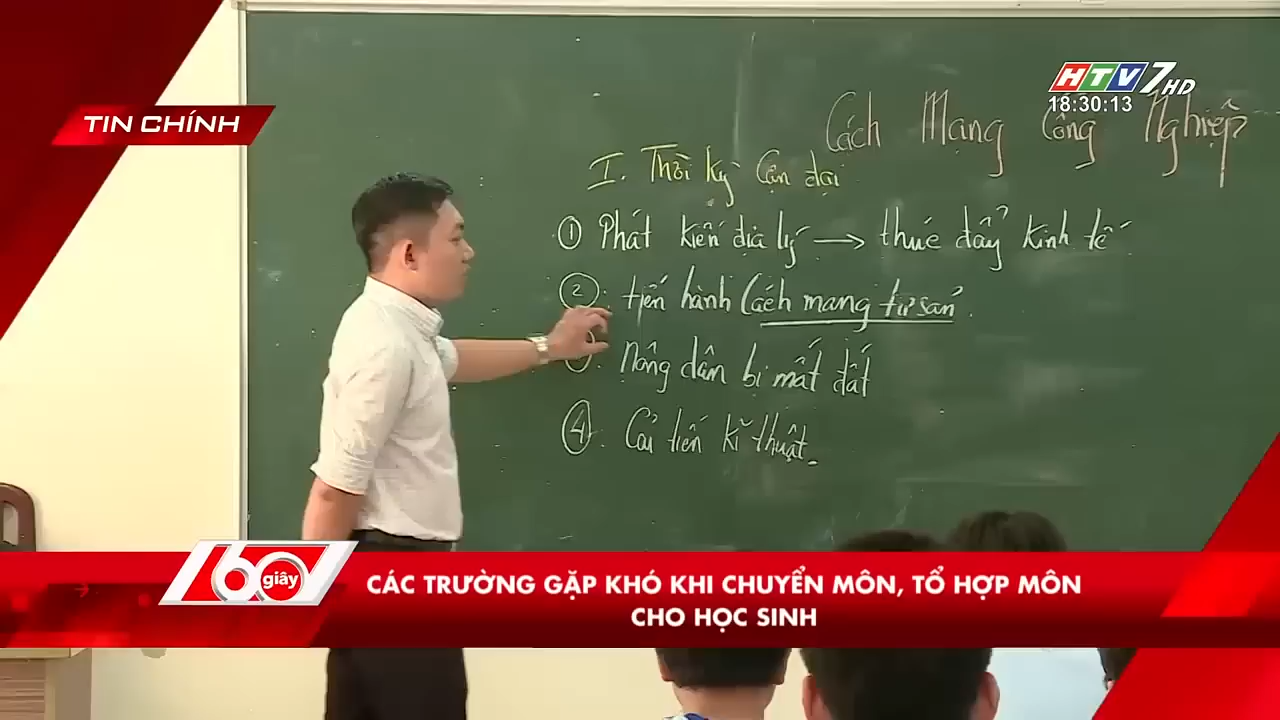 HTV7 HD
18:30:13
TIN CHÍNH
Cách Mạng Công Nghiệp
I. Thời kỳ Cận đại
① Phát kiến địa lý → thúc đẩy kinh tế
②. tiến hành Cách mạng tư sản.
. Nông dân bị mất đất
④. Cải tiến kĩ thuật.
60 giây
CÁC TRƯỜNG GẶP KHÓ KHI CHUYỂN MÔN, TỔ HỢP MÔN
CHO HỌC SINH